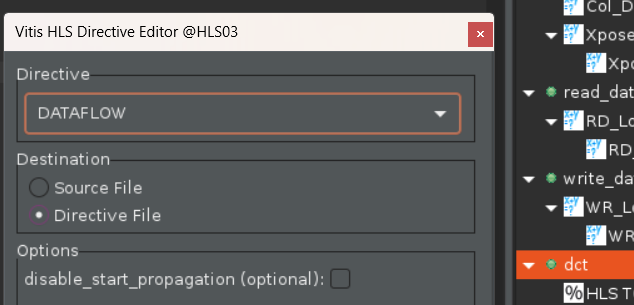 Vitis HLS Directive Editor @HLS03
Directive
DATAFLOW
Destination
Source File
Directive File
Options
disable_start_propagation (optional):
Col_D
Xpose
Xpo
read_dat
RD_Lo
RD_
write_da
WR_L
WR
dct
% HLS T